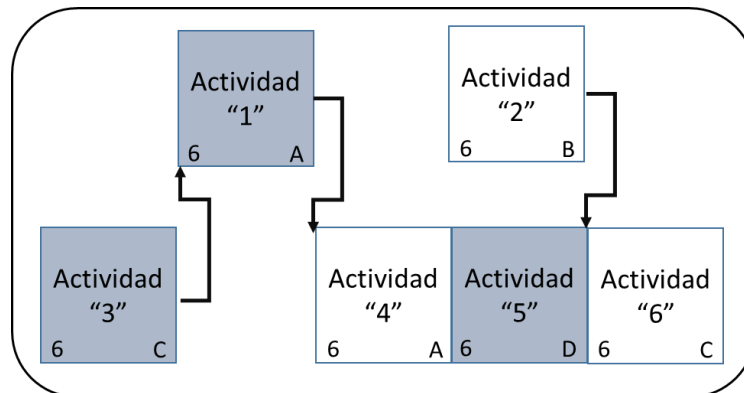 Actividad
“1”
6 A
Actividad
“2”
6 B
Actividad
“3”
6 C
Actividad
“4”
6 A
Actividad
“5”
6 D
Actividad
“6”
6 C